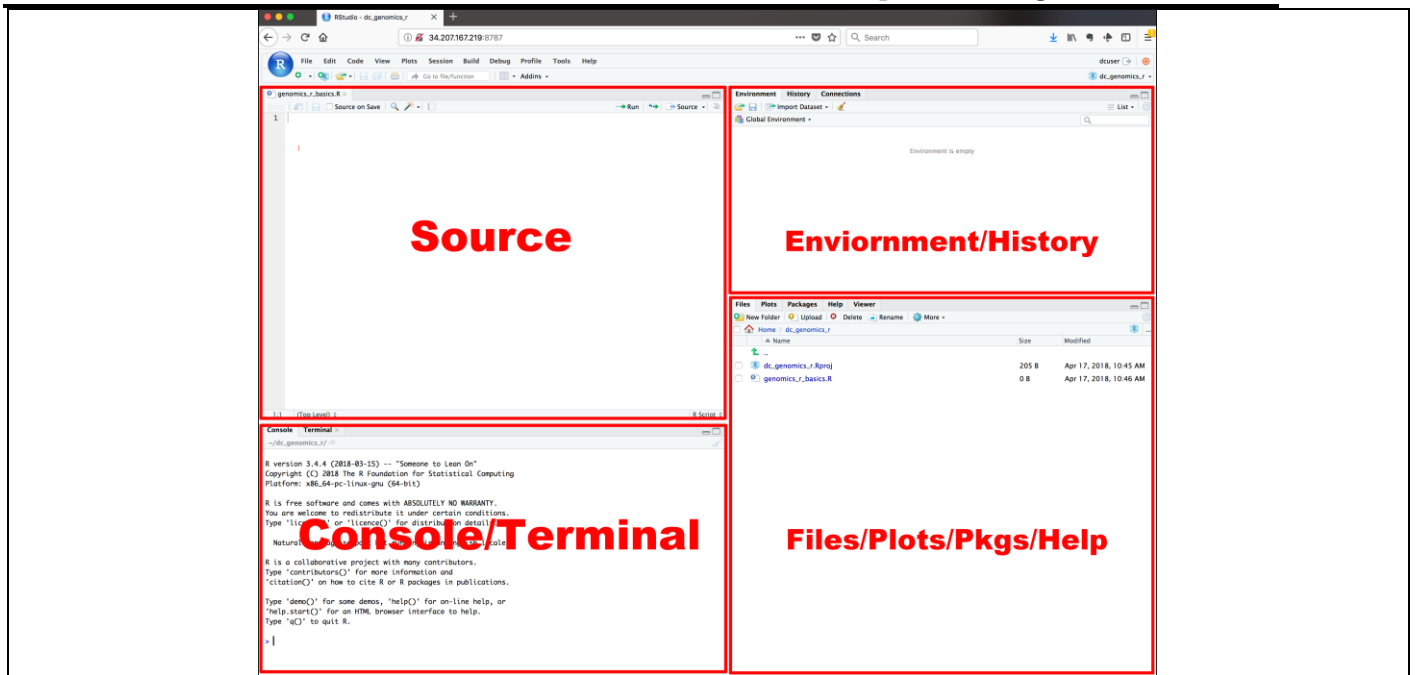 RStudio - dc_genomics_r
34.207.167.219:8787
Search
File Edit Code View Plots Session Build Debug Profile Tools Help
dcuser
Go to file/function
Addins
dc_genomics_r
genomics_r_basics.R
Source on Save
Run
Source
1
Source
1:1 (Top Level)
R Script
Environment History Connections
Import Dataset
List
Global Environment
Environment is empty
Enviornment/History
Console Terminal
~/dc_genomics_r/
R version 3.4.4 (2018-03-15) -- "Someone to Lean On"
Copyright (C) 2018 The R Foundation for Statistical Computing
Platform: x86_64-pc-linux-gnu (64-bit)
R is free software and comes with ABSOLUTELY NO WARRANTY.
You are welcome to redistribute it under certain conditions.
Type 'license()' or 'licence()' for distribution details.
Console/Terminal
Natural
R is a collaborative project with many contributors.
Type 'contributors()' for more information and
'citation()' on how to cite R or R packages in publications.
Type 'demo()' for some demos, 'help()' for on-line help, or
'help.start()' for an HTML browser interface to help.
Type 'q()' to quit R.
>
Files Plots Packages Help Viewer
New Folder Upload Delete Rename More
Home dc_genomics_r
Name Size Modified
..
dc_genomics_r.Rproj 205 B Apr 17, 2018, 10:45 AM
genomics_r_basics.R 0 B Apr 17, 2018, 10:46 AM
Files/Plots/Pkgs/Help